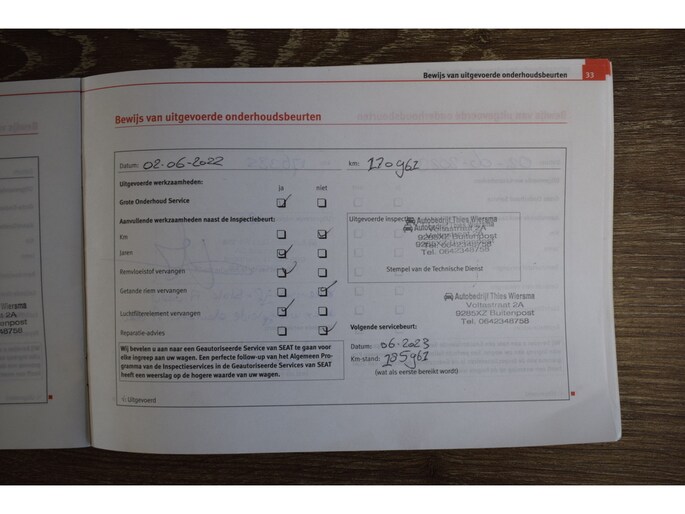 Bewijs van uitgevoerde onderhoudsbeurten 33
Bewijs van uitgevoerde onderhoudsbeurten
Datum: 02-06-2022 km: 170961
Uitgevoerde werkzaamheden: ja niet
Grote Onderhoud Service
Aanvullende werkzaamheden naast de Inspectiebeurt:
Km
Jaren
Remvloeistof vervangen
Getande riem vervangen
Luchtfilterelement vervangen
Reparatie-advies
Uitgevoerde Inspectie
Autobedrijf Thies Wiersma
Voltastraat 2A
9285XZ Buitenpost
Tel. 0642348758
Stempel van de Technische Dienst
Autobedrijf Thies Wiersma
Voltastraat 2A
9285XZ Buitenpost
Tel. 0642348758
Volgende servicebeurt:
Datum: 06-2023
Km-stand: 185961
(wat als eerste bereikt wordt)
Wij bevelen u aan naar een Geautoriseerde Service van SEAT te gaan voor
elke ingreep aan uw wagen. Een perfecte follow-up van het Algemeen Pro-
gramma van de Inspectieservices in de Geautoriseerde Services van SEAT
heeft een weerslag op de hogere waarde van uw wagen.
Uitgevoerd